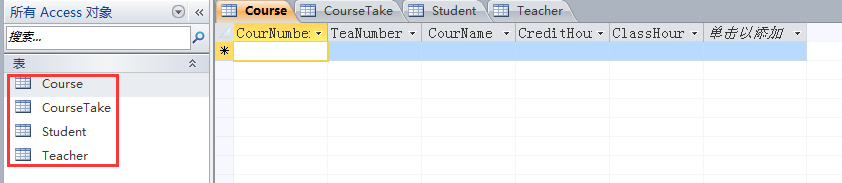 所有 Access 对象
搜索...
表
Course
CourseTake
Student
Teacher
Course CourseTake Student Teacher
CourNumber TeaNumber CourName CreditHou ClassHour 单击以添加